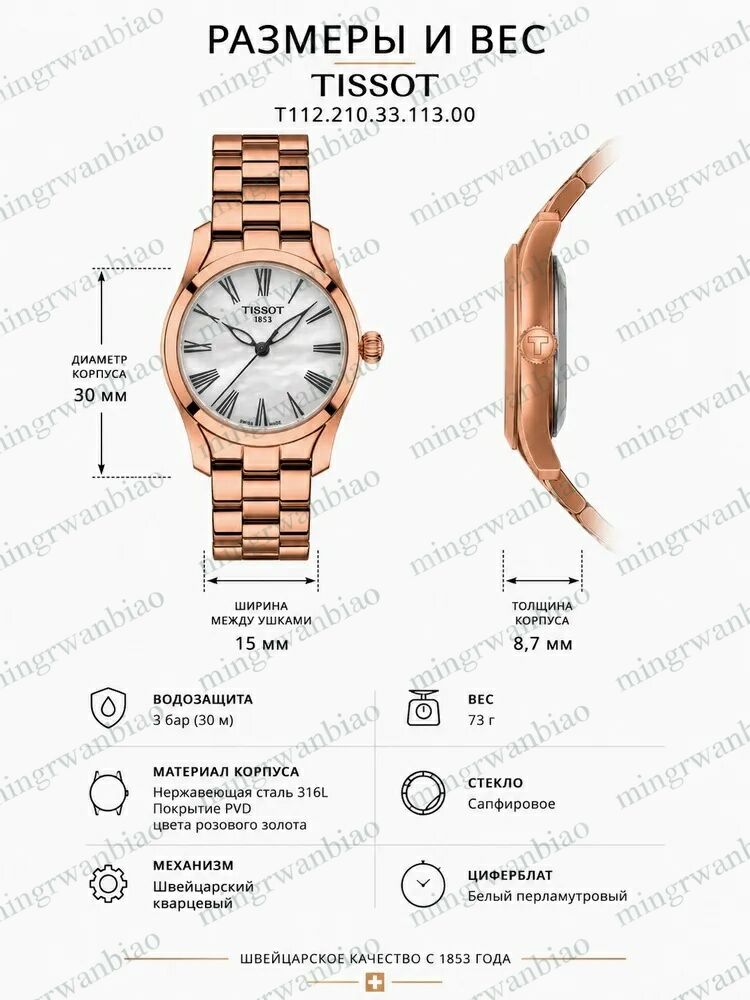 РАЗМЕРЫ И ВЕС
TISSOT
T112.210.33.113.00
TISSOT
1853
SWISS MADE
T
ДИАМЕТР
КОРПУСА
30 мм
ШИРИНА
МЕЖДУ УШКАМИ
15 мм
ТОЛЩИНА
КОРПУСА
8,7 мм
ВОДОЗАЩИТА
3 бар (30 м)
ВЕС
73 г
МАТЕРИАЛ КОРПУСА
Нержавеющая сталь 316L
Покрытие PVD
цвета розового золота
СТЕКЛО
Сапфировое
МЕХАНИЗМ
Швейцарский
кварцевый
ЦИФЕРБЛАТ
Белый перламутровый
ШВЕЙЦАРСКОЕ КАЧЕСТВО С 1853 ГОДА
mingrwanbiao